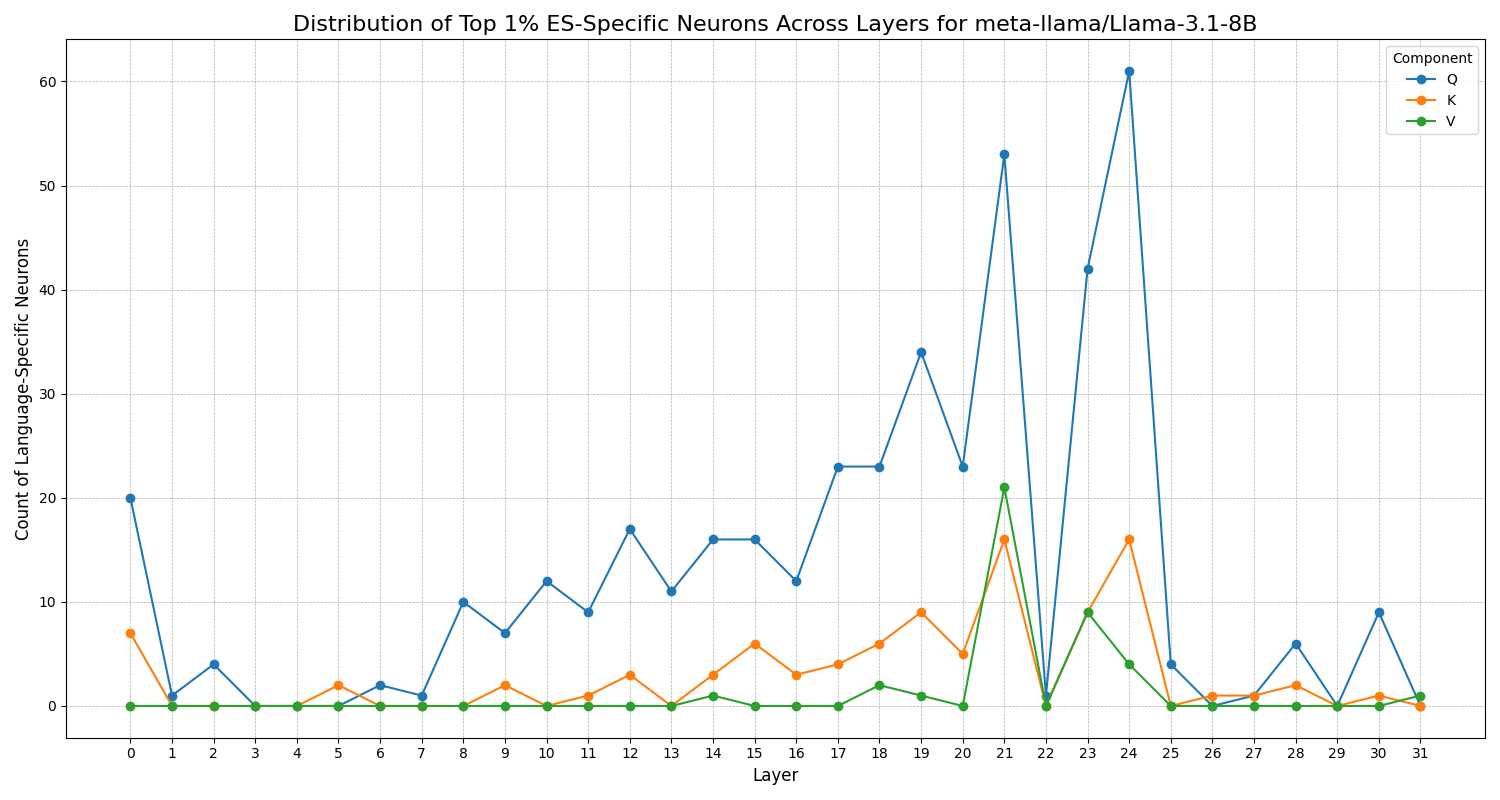 Distribution of Top 1% ES-Specific Neurons Across Layers for meta-llama/Llama-3.1-8B
Component
Q
K
V
Count of Language-Specific Neurons
60
50
40
30
20
10
0
0 1 2 3 4 5 6 7 8 9 10 11 12 13 14 15 16 17 18 19 20 21 22 23 24 25 26 27 28 29 30 31
Layer